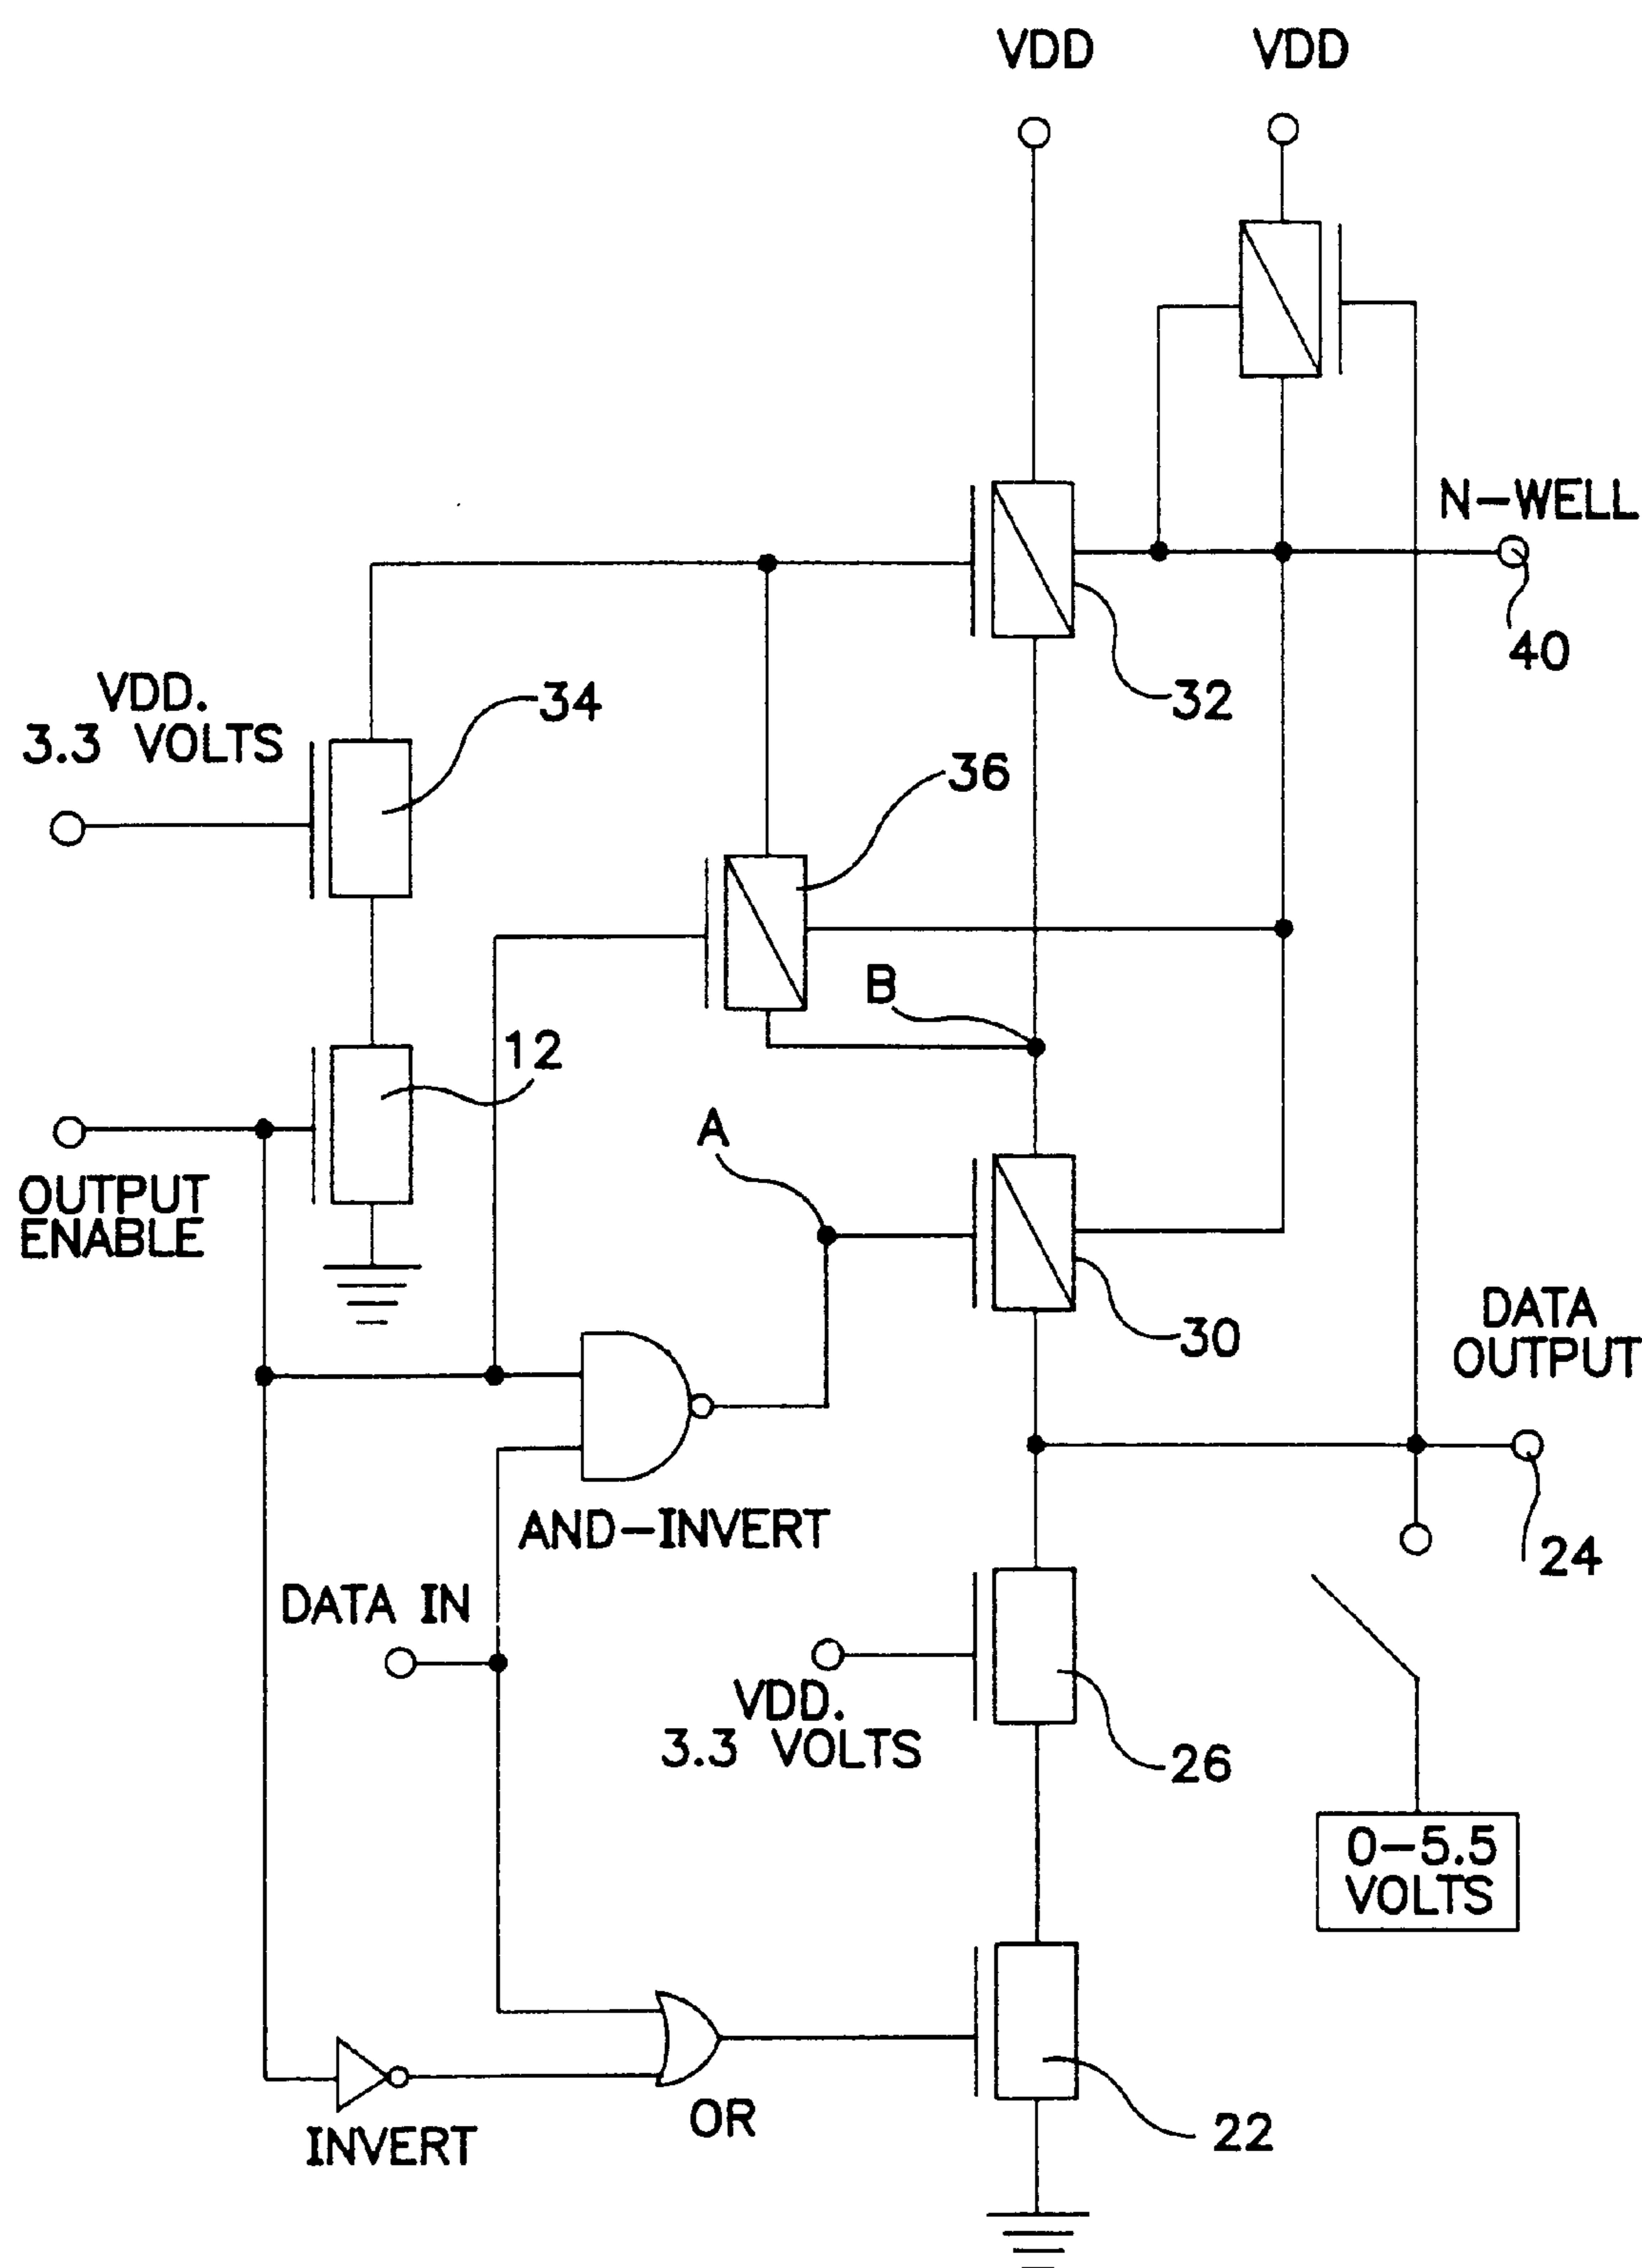 VDD
VDD
N-WELL
40
32
VDD.
3.3 VOLTS
34
36
B
12
A
OUTPUT
ENABLE
30
DATA
OUTPUT
AND-INVERT
24
DATA IN
VDD.
3.3 VOLTS
26
0-5.5
VOLTS
OR
INVERT
22